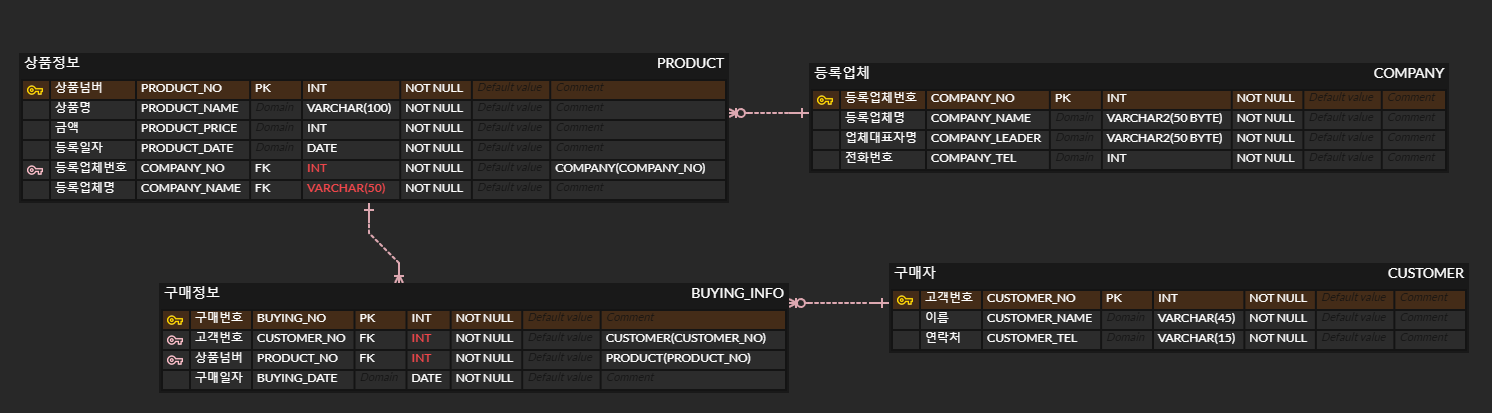 상품정보 PRODUCT
상품넘버 PRODUCT_NO PK INT NOT NULL Default value Comment
상품명 PRODUCT_NAME Domain VARCHAR(100) NOT NULL Default value Comment
금액 PRODUCT_PRICE Domain INT NOT NULL Default value Comment
등록일자 PRODUCT_DATE Domain DATE NOT NULL Default value Comment
등록업체번호 COMPANY_NO FK INT NOT NULL Default value COMPANY(COMPANY_NO)
등록업체명 COMPANY_NAME FK VARCHAR(50) NOT NULL Default value Comment
등록업체 COMPANY
등록업체번호 COMPANY_NO PK INT NOT NULL Default value Comment
등록업체명 COMPANY_NAME Domain VARCHAR2(50 BYTE) NOT NULL Default value Comment
업체대표자명 COMPANY_LEADER Domain VARCHAR2(50 BYTE) NOT NULL Default value Comment
전화번호 COMPANY_TEL Domain INT NOT NULL Default value Comment
구매정보 BUYING_INFO
구매번호 BUYING_NO PK INT NOT NULL Default value Comment
고객번호 CUSTOMER_NO FK INT NOT NULL Default value CUSTOMER(CUSTOMER_NO)
상품넘버 PRODUCT_NO FK INT NOT NULL Default value PRODUCT(PRODUCT_NO)
구매일자 BUYING_DATE Domain DATE NOT NULL Default value Comment
구매자 CUSTOMER
고객번호 CUSTOMER_NO PK INT NOT NULL Default value Comment
이름 CUSTOMER_NAME Domain VARCHAR(45) NOT NULL Default value Comment
연락처 CUSTOMER_TEL Domain VARCHAR(15) NOT NULL Default value Comment